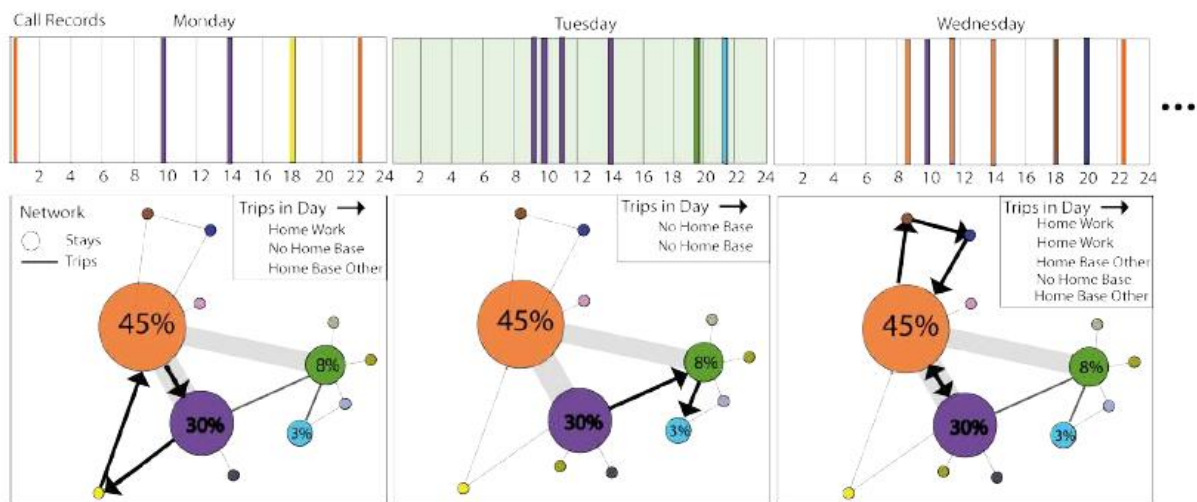 Call Records
Monday
Tuesday
Wednesday
2 4 6 8 10 12 14 16 18 20 22 24
2 4 6 8 10 12 14 16 18 20 22 24
2 4 6 8 10 12 14 16 18 20 22 24
Network
Stays
Trips
Trips in Day
Home Work
No Home Base
Home Base Other
45%
8%
30%
3%
Trips in Day
No Home Base
No Home Base
45%
8%
30%
3%
Trips in Day
Home Work
Home Work
Home Base Other
No Home Base
Home Base Other
45%
8%
30%
3%